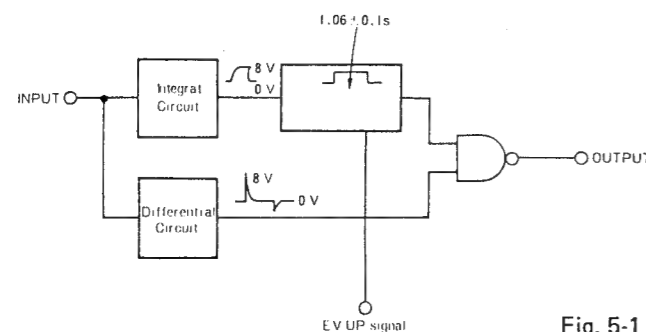 1.06 ± 0.1s
8 V
0 V
Integrat
Circuit
INPUT
OUTPUT
8 V
0 V
Differential
Circuit
EV UP signal
Fig. 5-1